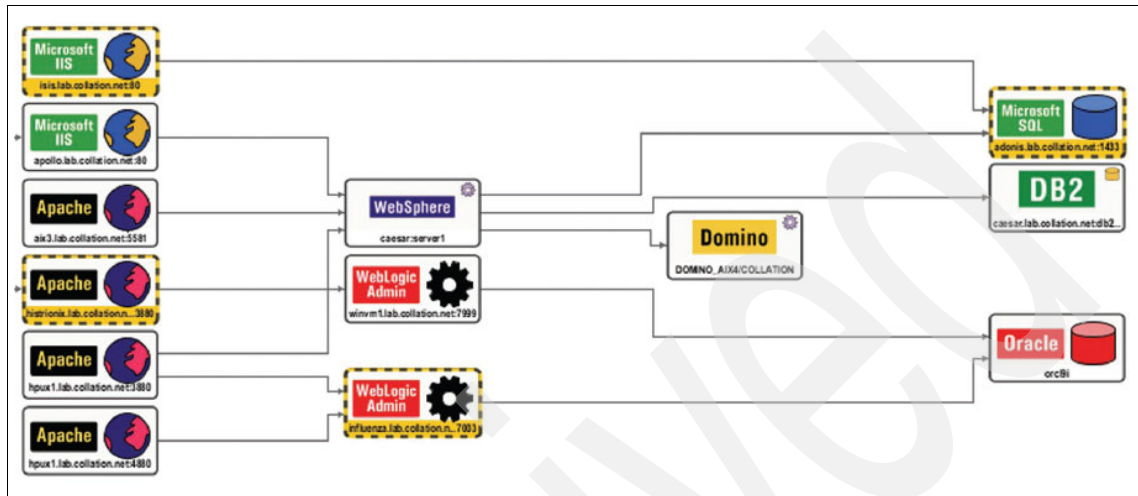 Microsoft
IIS
isis.lab.collation.net:80
Microsoft
IIS
apollo.lab.collation.net:80
Apache
aix3.lab.collation.net:5581
Apache
histrionix.lab.collation.n...3880
Apache
hpux1.lab.collation.net:3880
Apache
hpux1.lab.collation.net:4880
WebSphere
caesar:server1
WebLogic
Admin
winvm1.lab.collation.net:7999
WebLogic
Admin
influenza.lab.collation.n...7003
Domino
DOMINO_AIX4/COLLATION
Microsoft
SQL
adonis.lab.collation.net:1433
DB2
caesar.lab.collation.net:db2...
Oracle
orc9i